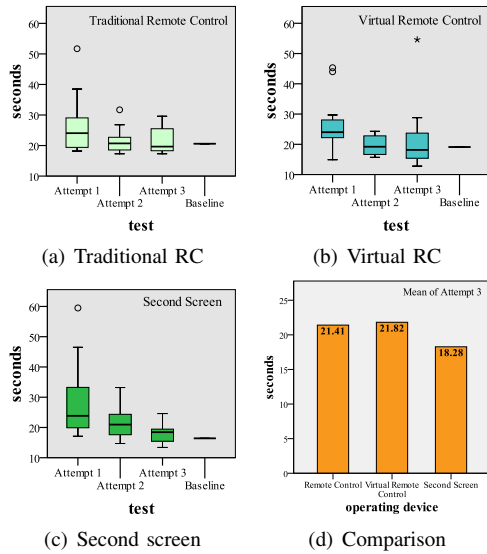 Traditional Remote Control
60
50
40
30
20
10
seconds
Attempt 1
Attempt 2
Attempt 3
Baseline
test
(a) Traditional RC
Virtual Remote Control
60
50
40
30
20
10
seconds
*
Attempt 1
Attempt 2
Attempt 3
Baseline
test
(b) Virtual RC
Second Screen
60
50
40
30
20
10
seconds
Attempt 1
Attempt 2
Attempt 3
Baseline
test
(c) Second screen
Mean of Attempt 3
25
20
15
10
5
0
seconds
21.41
21.82
18.28
Remote Control
Virtual Remote
Control
Second Screen
operating device
(d) Comparison